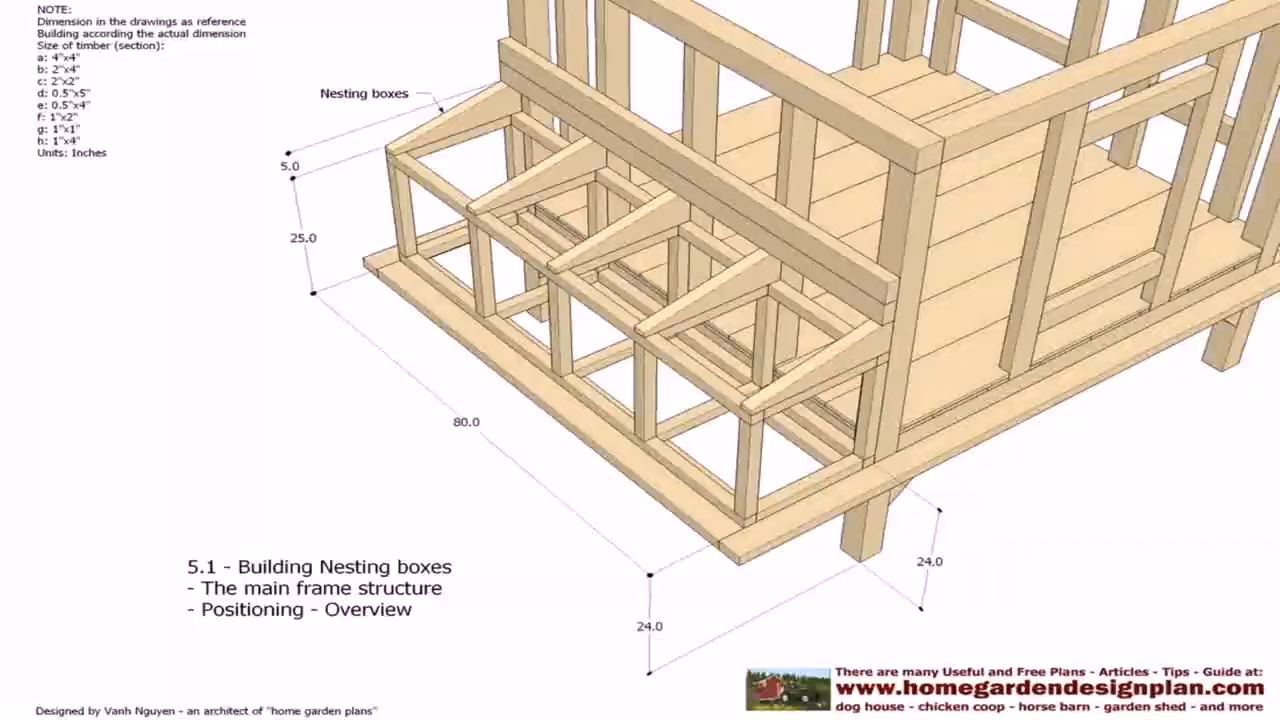 NOTE:
Dimension in the drawings as reference
Building according the actual dimension
Size of timber (section):
a: 4"x4"
b: 2"x4"
c: 2"x2"
d: 0.5"x5"
e: 0.5"x4"
f: 1"x2"
g: 1"x1"
h: 1"x4"
Units: Inches
Nesting boxes
5.0
25.0
80.0
24.0
24.0
5.1 - Building Nesting boxes
- The main frame structure
- Positioning - Overview
Designed by Vanh Nguyen - an architect of "home garden plans"
There are many Useful and Free Plans - Articles - Tips - Guide at:
www.homegardendesignplan.com
dog house - chicken coop - horse barn - garden shed - and more